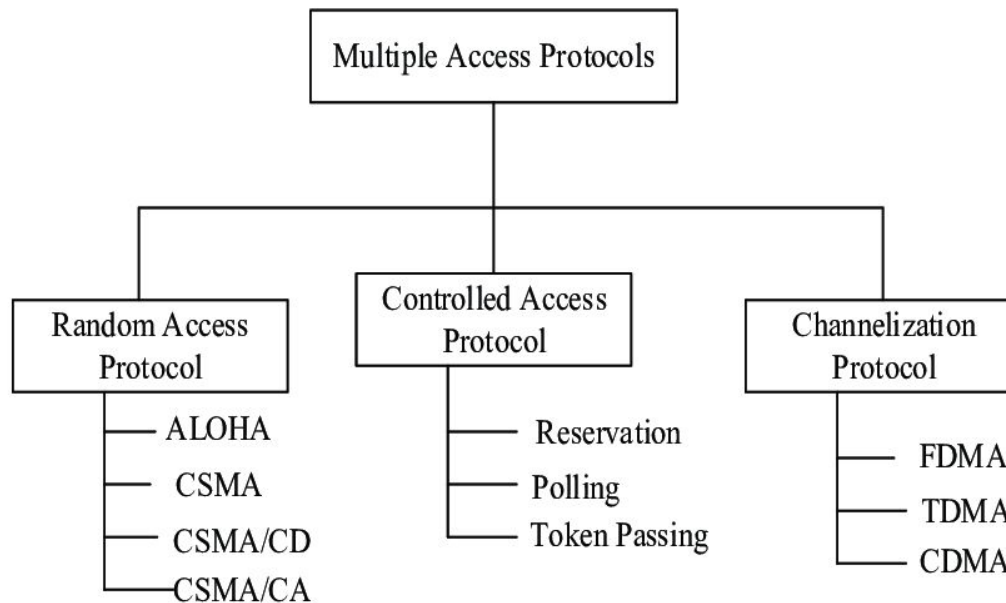 Multiple Access Protocols
Random Access
Protocol
ALOHA
CSMA
CSMA/CD
CSMA/CA
Controlled Access
Protocol
Reservation
Polling
Token Passing
Channelization
Protocol
FDMA
TDMA
CDMA